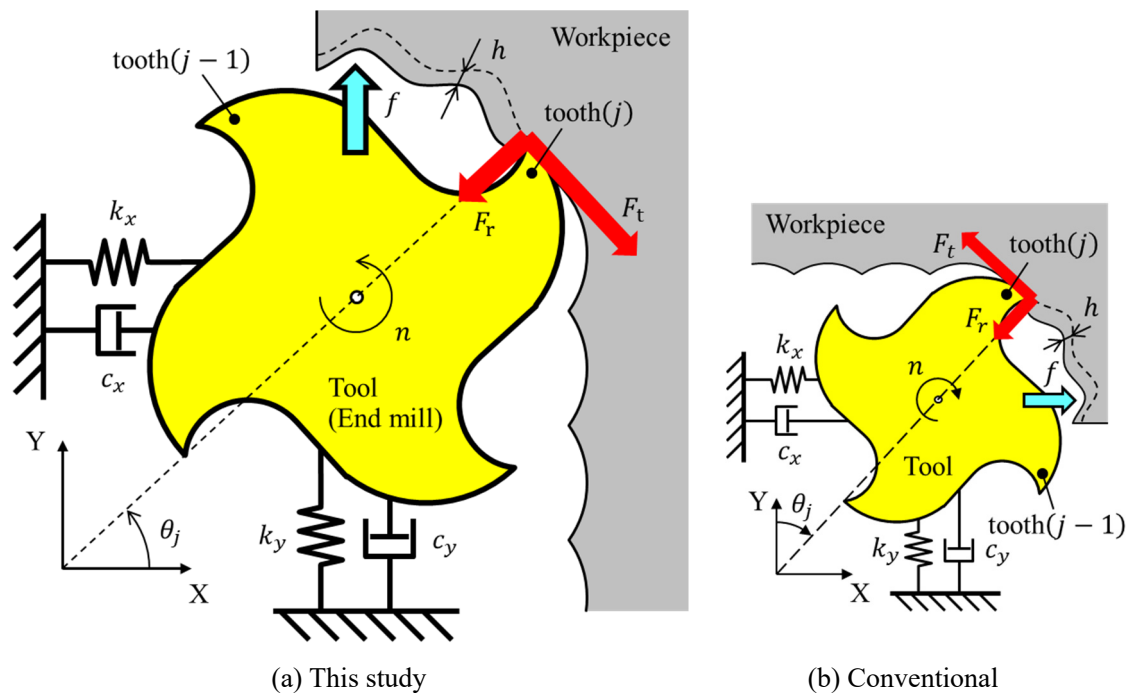 Workpiece
tooth(j − 1)
h
f
tooth(j)
k_x
F_r
F_t
n
c_x
Tool
(End mill)
Y
θ_j
X
k_y
c_y
(a) This study
Workpiece
F_t
tooth(j)
F_r
h
k_x
n
f
c_x
Tool
Y
θ_j
tooth(j − 1)
k_y
c_y
X
(b) Conventional